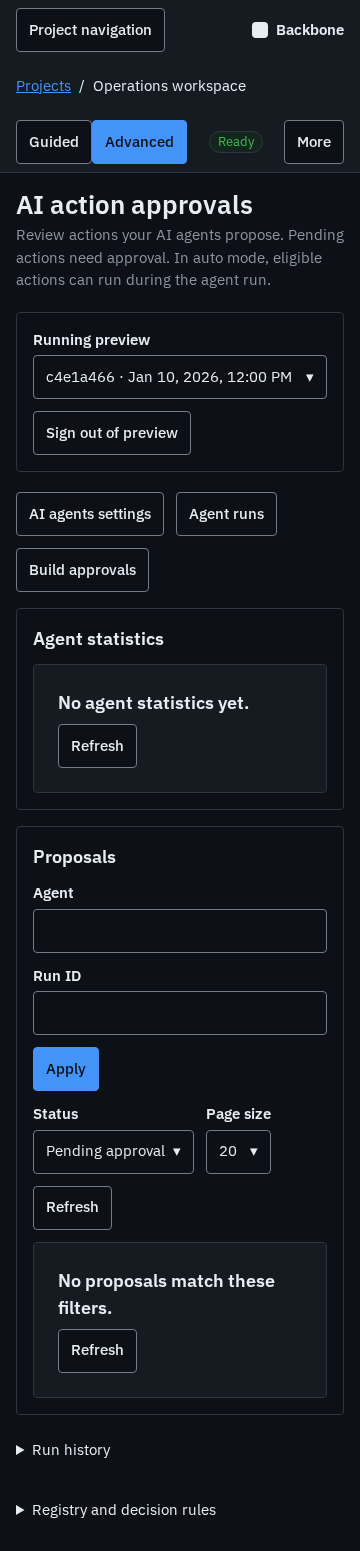 Project navigation
Backbone
Projects / Operations workspace
Guided
Advanced
Ready
More
AI action approvals
Review actions your AI agents propose. Pending
actions need approval. In auto mode, eligible
actions can run during the agent run.
Running preview
c4e1a466 · Jan 10, 2026, 12:00 PM ▾
Sign out of preview
AI agents settings
Agent runs
Build approvals
Agent statistics
No agent statistics yet.
Refresh
Proposals
Agent
Run ID
Apply
Status
Page size
Pending approval ▾
20 ▾
Refresh
No proposals match these
filters.
Refresh
▶ Run history
▶ Registry and decision rules